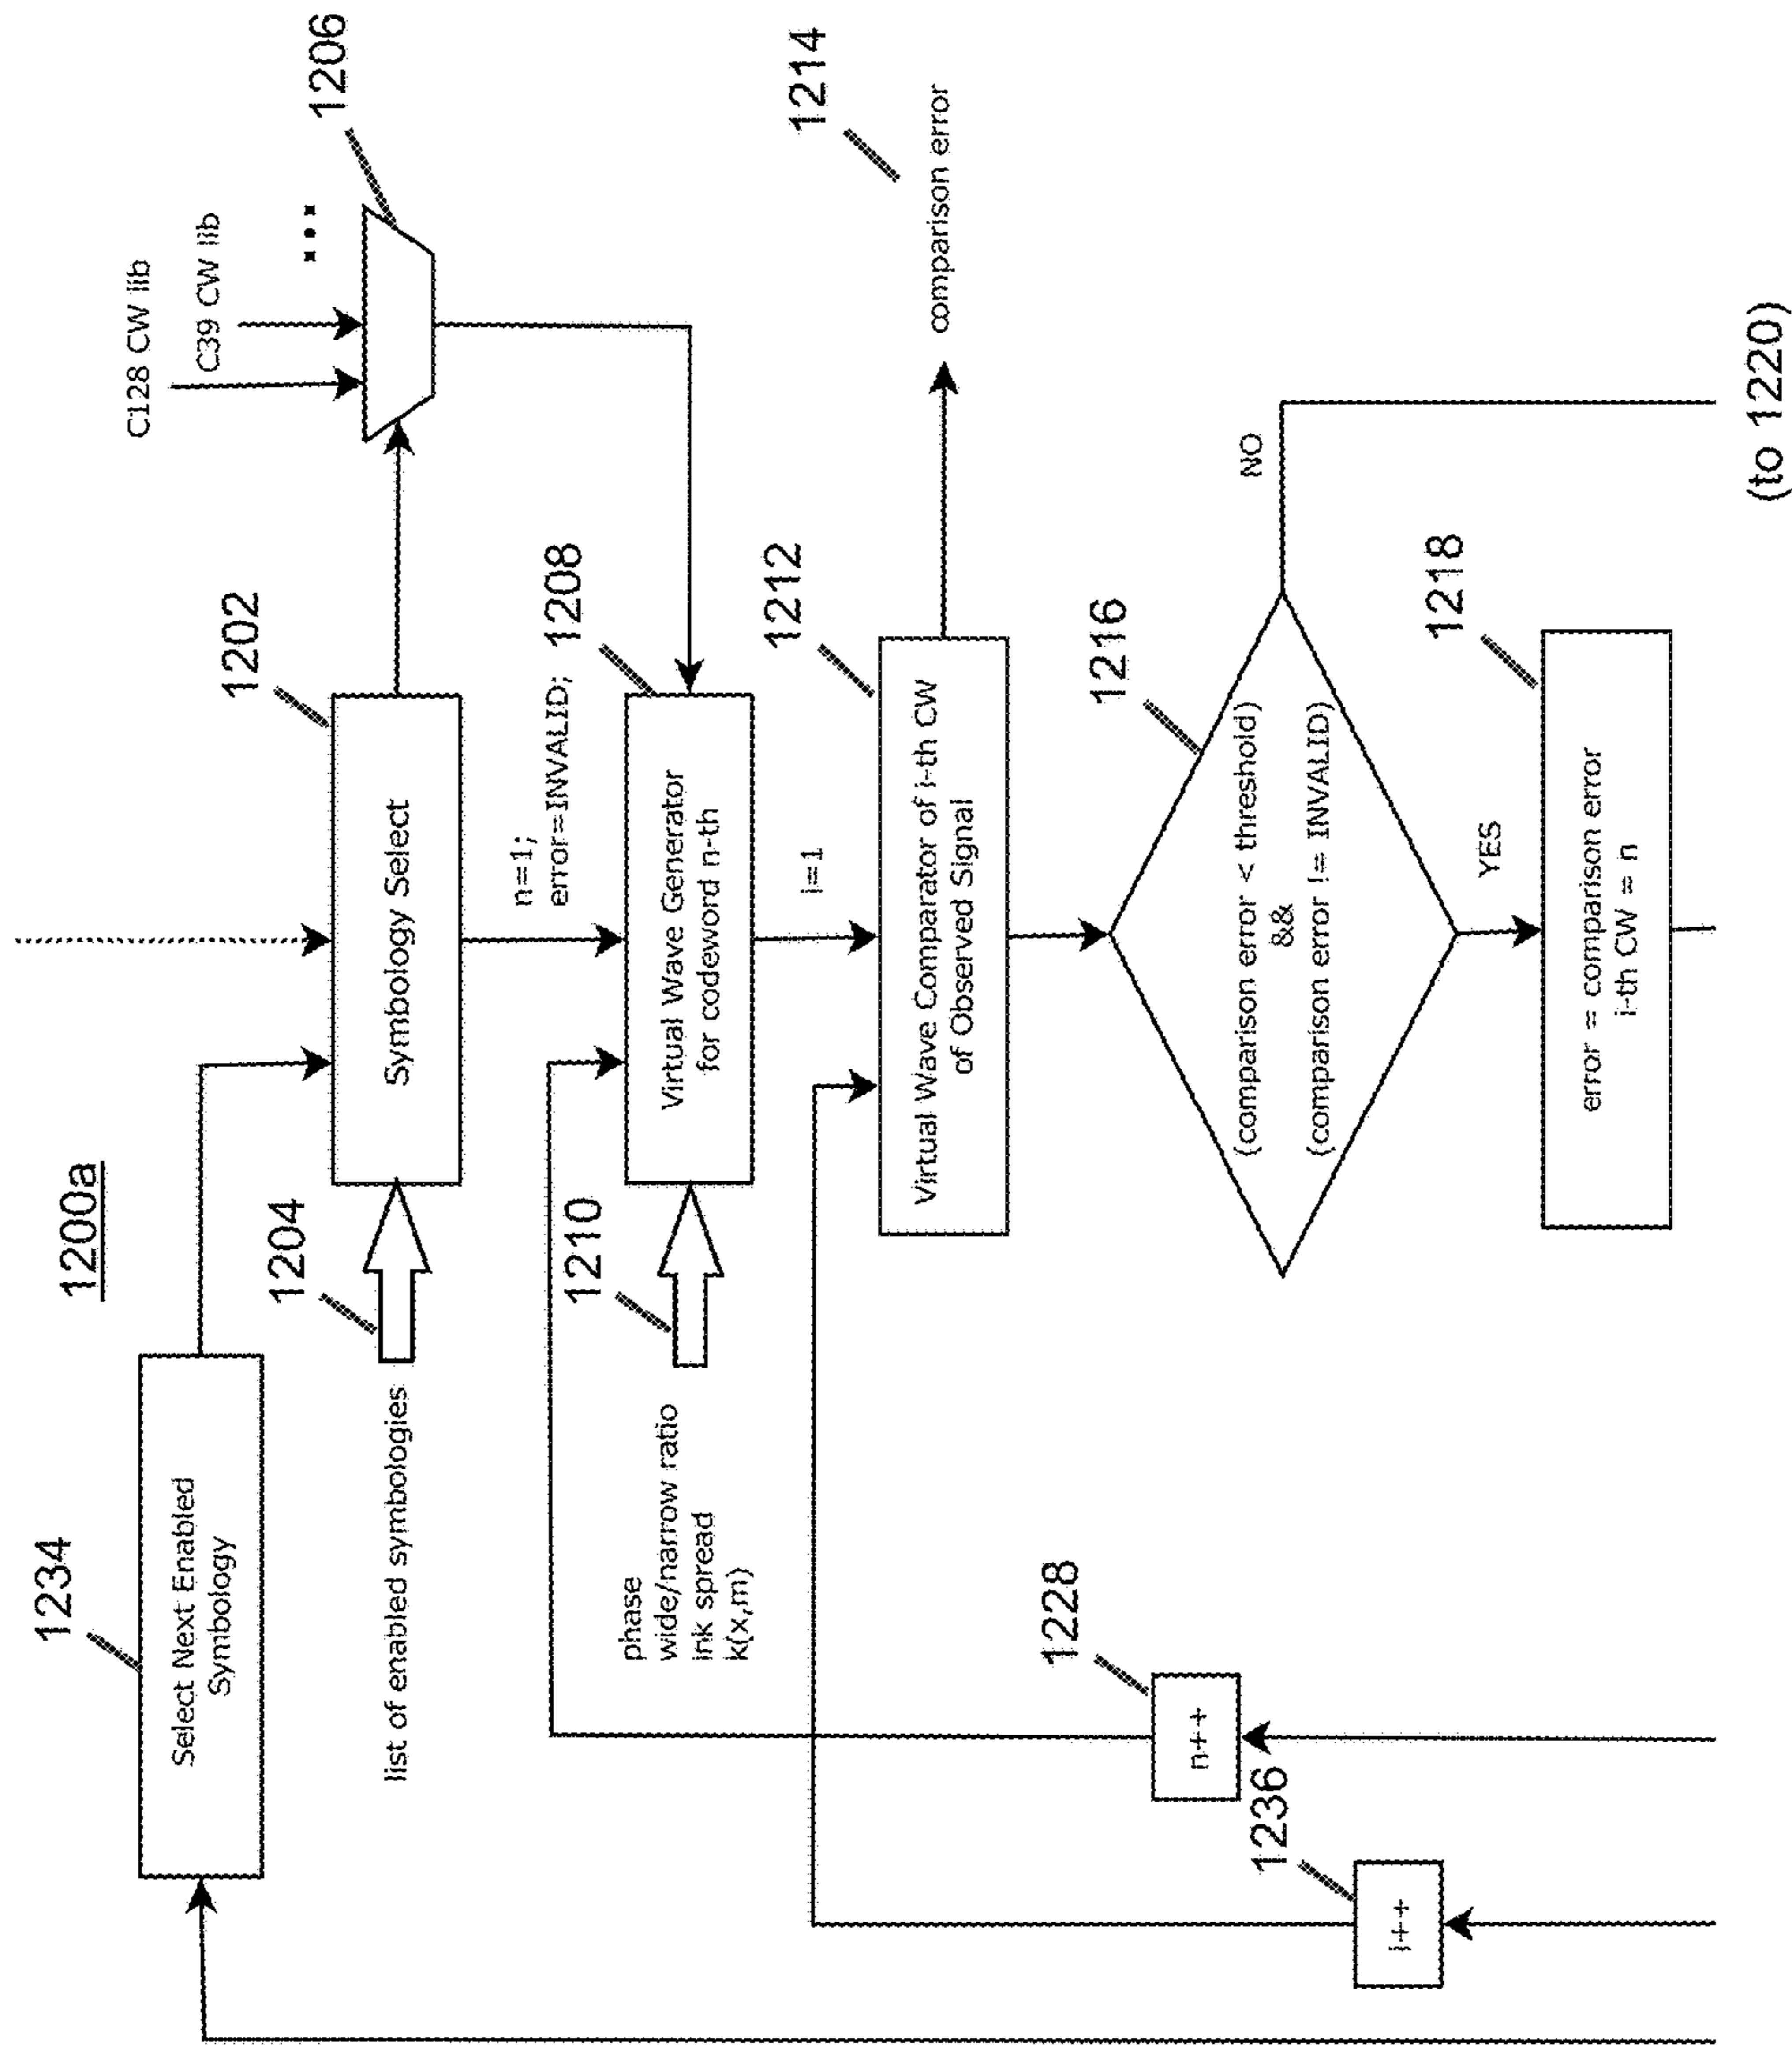 1200a
1234
Select Next Enabled
Symbology
C128 CW lib
C39 CW lib
...
1206
1202
Symbology Select
1204
list of enabled symbologies
n=1;
error=INVALID;
1208
Virtual Wave Generator
for codeword n-th
1210
phase
wide/narrow ratio
ink spread
k(x,m)
i=1
1212
Virtual Wave Comparator of i-th CW
of Observed Signal
1214
comparison error
1216
(comparison error < threshold)
&&
(comparison error != INVALID)
NO
YES
1218
error = comparison error
i-th CW = n
1228
n++
1236
i++
(to 1220)